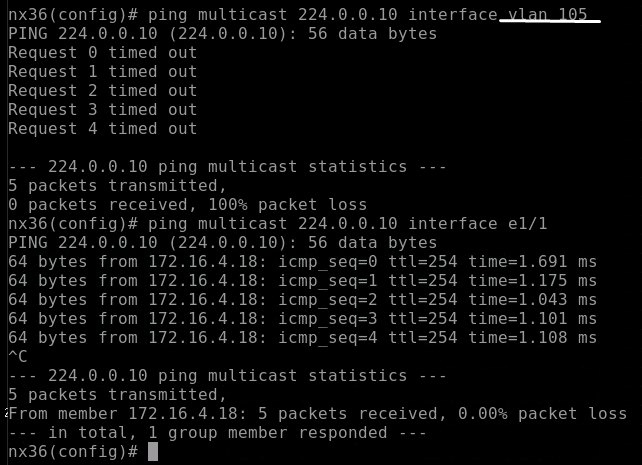 nx36(config)# ping multicast 224.0.0.10 interface vlan 105
PING 224.0.0.10 (224.0.0.10): 56 data bytes
Request 0 timed out
Request 1 timed out
Request 2 timed out
Request 3 timed out
Request 4 timed out
--- 224.0.0.10 ping multicast statistics ---
5 packets transmitted,
0 packets received, 100% packet loss
nx36(config)# ping multicast 224.0.0.10 interface e1/1
PING 224.0.0.10 (224.0.0.10): 56 data bytes
64 bytes from 172.16.4.18: icmp_seq=0 ttl=254 time=1.691 ms
64 bytes from 172.16.4.18: icmp_seq=1 ttl=254 time=1.175 ms
64 bytes from 172.16.4.18: icmp_seq=2 ttl=254 time=1.043 ms
64 bytes from 172.16.4.18: icmp_seq=3 ttl=254 time=1.101 ms
64 bytes from 172.16.4.18: icmp_seq=4 ttl=254 time=1.108 ms
^C
--- 224.0.0.10 ping multicast statistics ---
5 packets transmitted,
From member 172.16.4.18: 5 packets received, 0.00% packet loss
--- in total, 1 group member responded ---
nx36(config)#